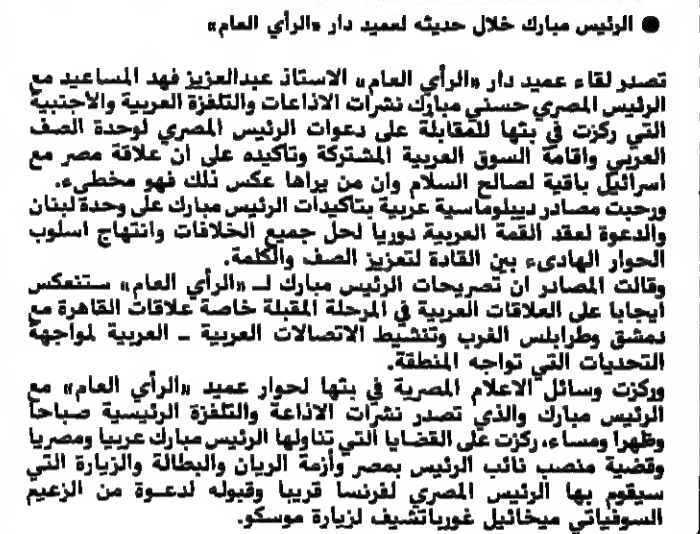 ● الرئيس مبارك خلال حديثه لعميد دار «الرأي العام»
تصدر لقاء عميد دار «الرأي العام» الاستاذ عبدالعزيز فهد المساعيد مع
الرئيس المصري حسني مبارك نشرات الاذاعات والتلفزة العربية والأجنبية
التي ركزت في بثها للمقابلة على دعوات الرئيس المصري لوحدة الصف
العربي واقامة السوق العربية المشتركة وتأكيده على ان علاقة مصر مع
اسرائيل باقية لصالح السلام وان من يراها عكس ذلك فهو مخطيء.
ورحبت مصادر ديبلوماسية عربية بتأكيدات الرئيس مبارك على وحدة لبنان
والدعوة لعقد القمة العربية دوريا لحل جميع الخلافات وانتهاج اسلوب
الحوار الهادىء بين القادة لتعزيز الصف والكلمة.
وقالت المصادر ان تصريحات الرئيس مبارك لـ «الرأي العام» ستنعكس
ايجابا على العلاقات العربية في المرحلة المقبلة خاصة علاقات القاهرة مع
دمشق وطرابلس الغرب وتنشيط الاتصالات العربية ـ العربية لمواجهة
التحديات التي تواجه المنطقة.
وركزت وسائل الاعلام المصرية في بثها لحوار عميد «الرأي العام» مع
الرئيس مبارك والذي تصدر نشرات الاذاعة والتلفزة الرئيسية صباحا
وظهرا ومساء، ركزت على القضايا التي تناولها الرئيس مبارك عربيا ومصريا
وقضية منصب نائب الرئيس بمصر وأزمة الريان والبطالة والزيارة التي
سيقوم بها الرئيس المصري لفرنسا قريبا وقبوله لدعوة من الزعيم
السوفياتي ميخائيل غورباتشيف لزيارة موسكو.